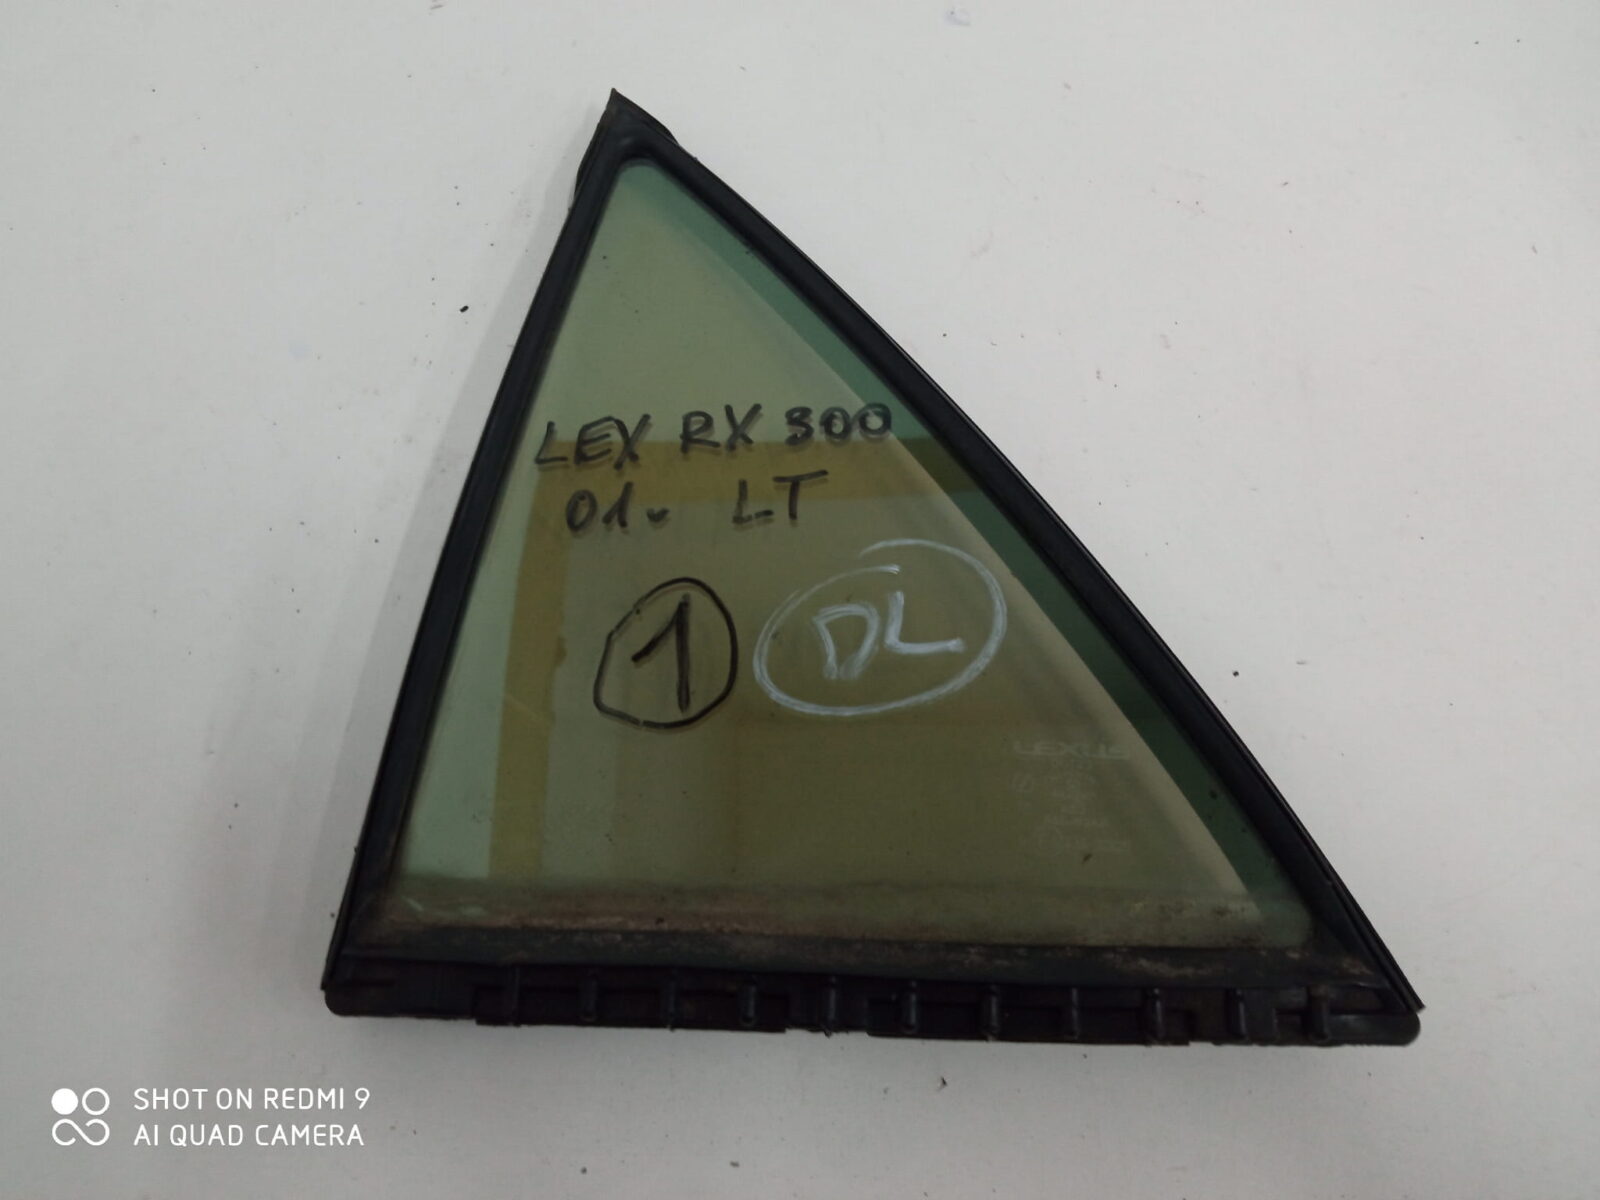 LEX RX 300
01. LT
1 DL
LEXUS
SHOT ON REDMI 9
AI QUAD CAMERA